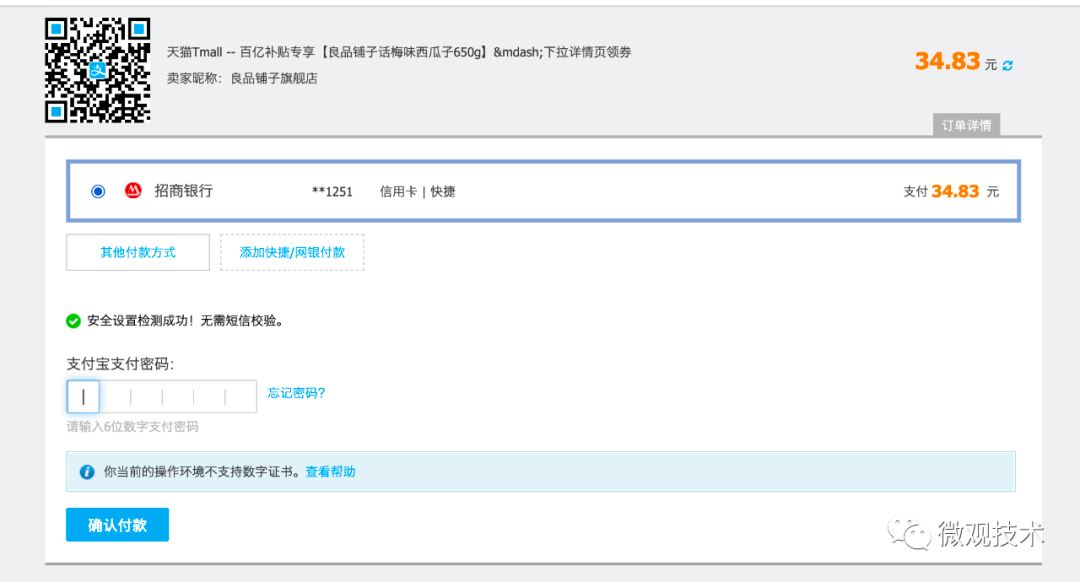 天猫Tmall -- 百亿补贴专享【良品铺子话梅味西瓜子650g】&mdash;下拉详情页领券
卖家昵称：良品铺子旗舰店
34.83 元
订单详情
招商银行 **1251 信用卡 | 快捷 支付 34.83 元
其他付款方式 添加快捷/网银付款
安全设置检测成功！无需短信校验。
支付宝支付密码：
忘记密码?
请输入6位数字支付密码
你当前的操作环境不支持数字证书。查看帮助
确认付款
微观技术